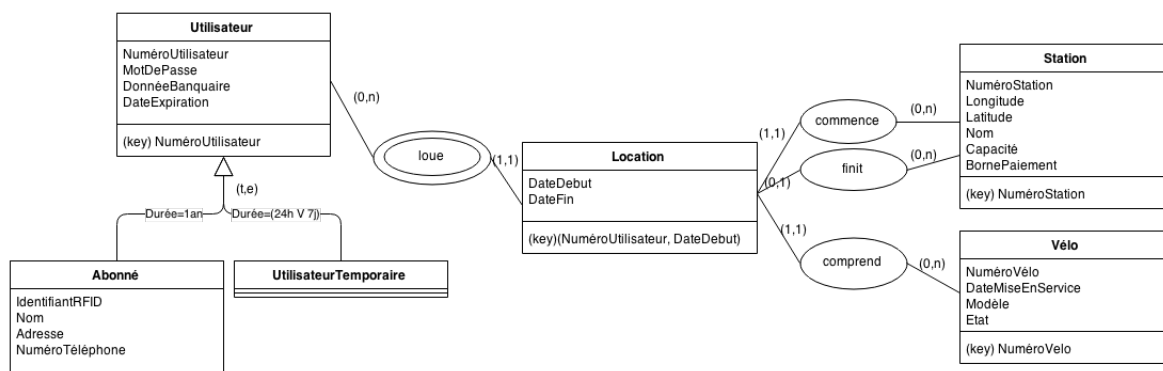 Utilisateur
NuméroUtilisateur
MotDePasse
DonnéeBanquaire
DateExpiration
(key) NuméroUtilisateur
(t,e)
Durée=1an
Durée=(24h V 7j)
Abonné
IdentifiantRFID
Nom
Adresse
NuméroTéléphone
UtilisateurTemporaire
(0,n)
loue
(1,1)
Location
DateDebut
DateFin
(key)(NuméroUtilisateur, DateDebut)
(1,1)
commence
(0,n)
(0,1)
finit
(0,n)
(1,1)
comprend
(0,n)
Station
NuméroStation
Longitude
Latitude
Nom
Capacité
BornePaiement
(key) NuméroStation
Vélo
NuméroVélo
DateMiseEnService
Modèle
Etat
(key) NuméroVelo